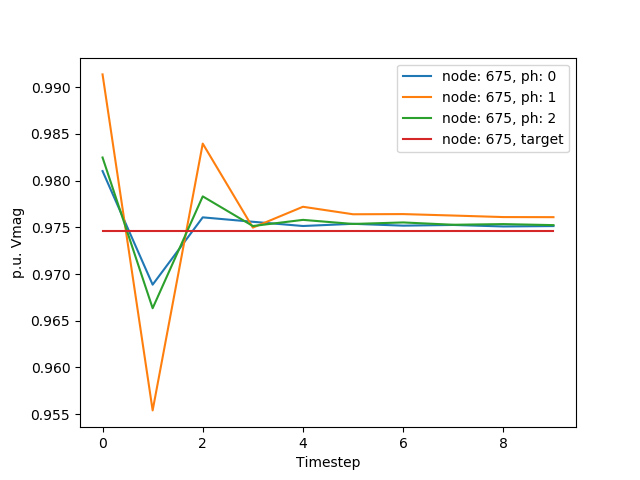 node: 675, ph: 0
node: 675, ph: 1
node: 675, ph: 2
node: 675, target
p.u. Vmag
0.990
0.985
0.980
0.975
0.970
0.965
0.960
0.955
0 2 4 6 8
Timestep